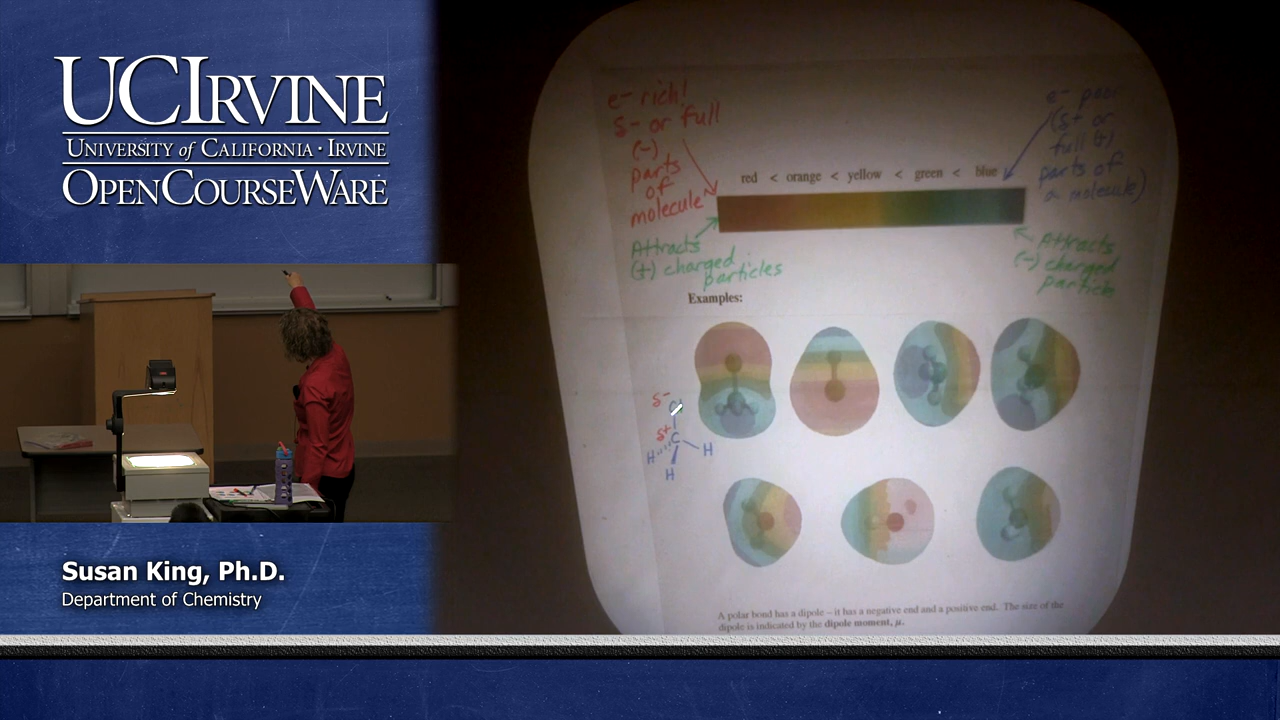 UCIRVINE
UNIVERSITY of CALIFORNIA · IRVINE
OPENCOURSEWARE
Susan King, Ph.D.
Department of Chemistry
e- rich!
δ- or full
(-)
parts
of
molecule
Attracts
(+) charged
particles
red < orange < yellow < green < blue
e- poor
(δ+ or
full (+)
parts of
a molecule)
Attracts
(-) charged
particle
Examples:
δ-
Cl
δ+
C
H
H
H
A polar bond has a dipole – it has a negative end and a positive end. The size of the
dipole is indicated by the dipole moment, μ.